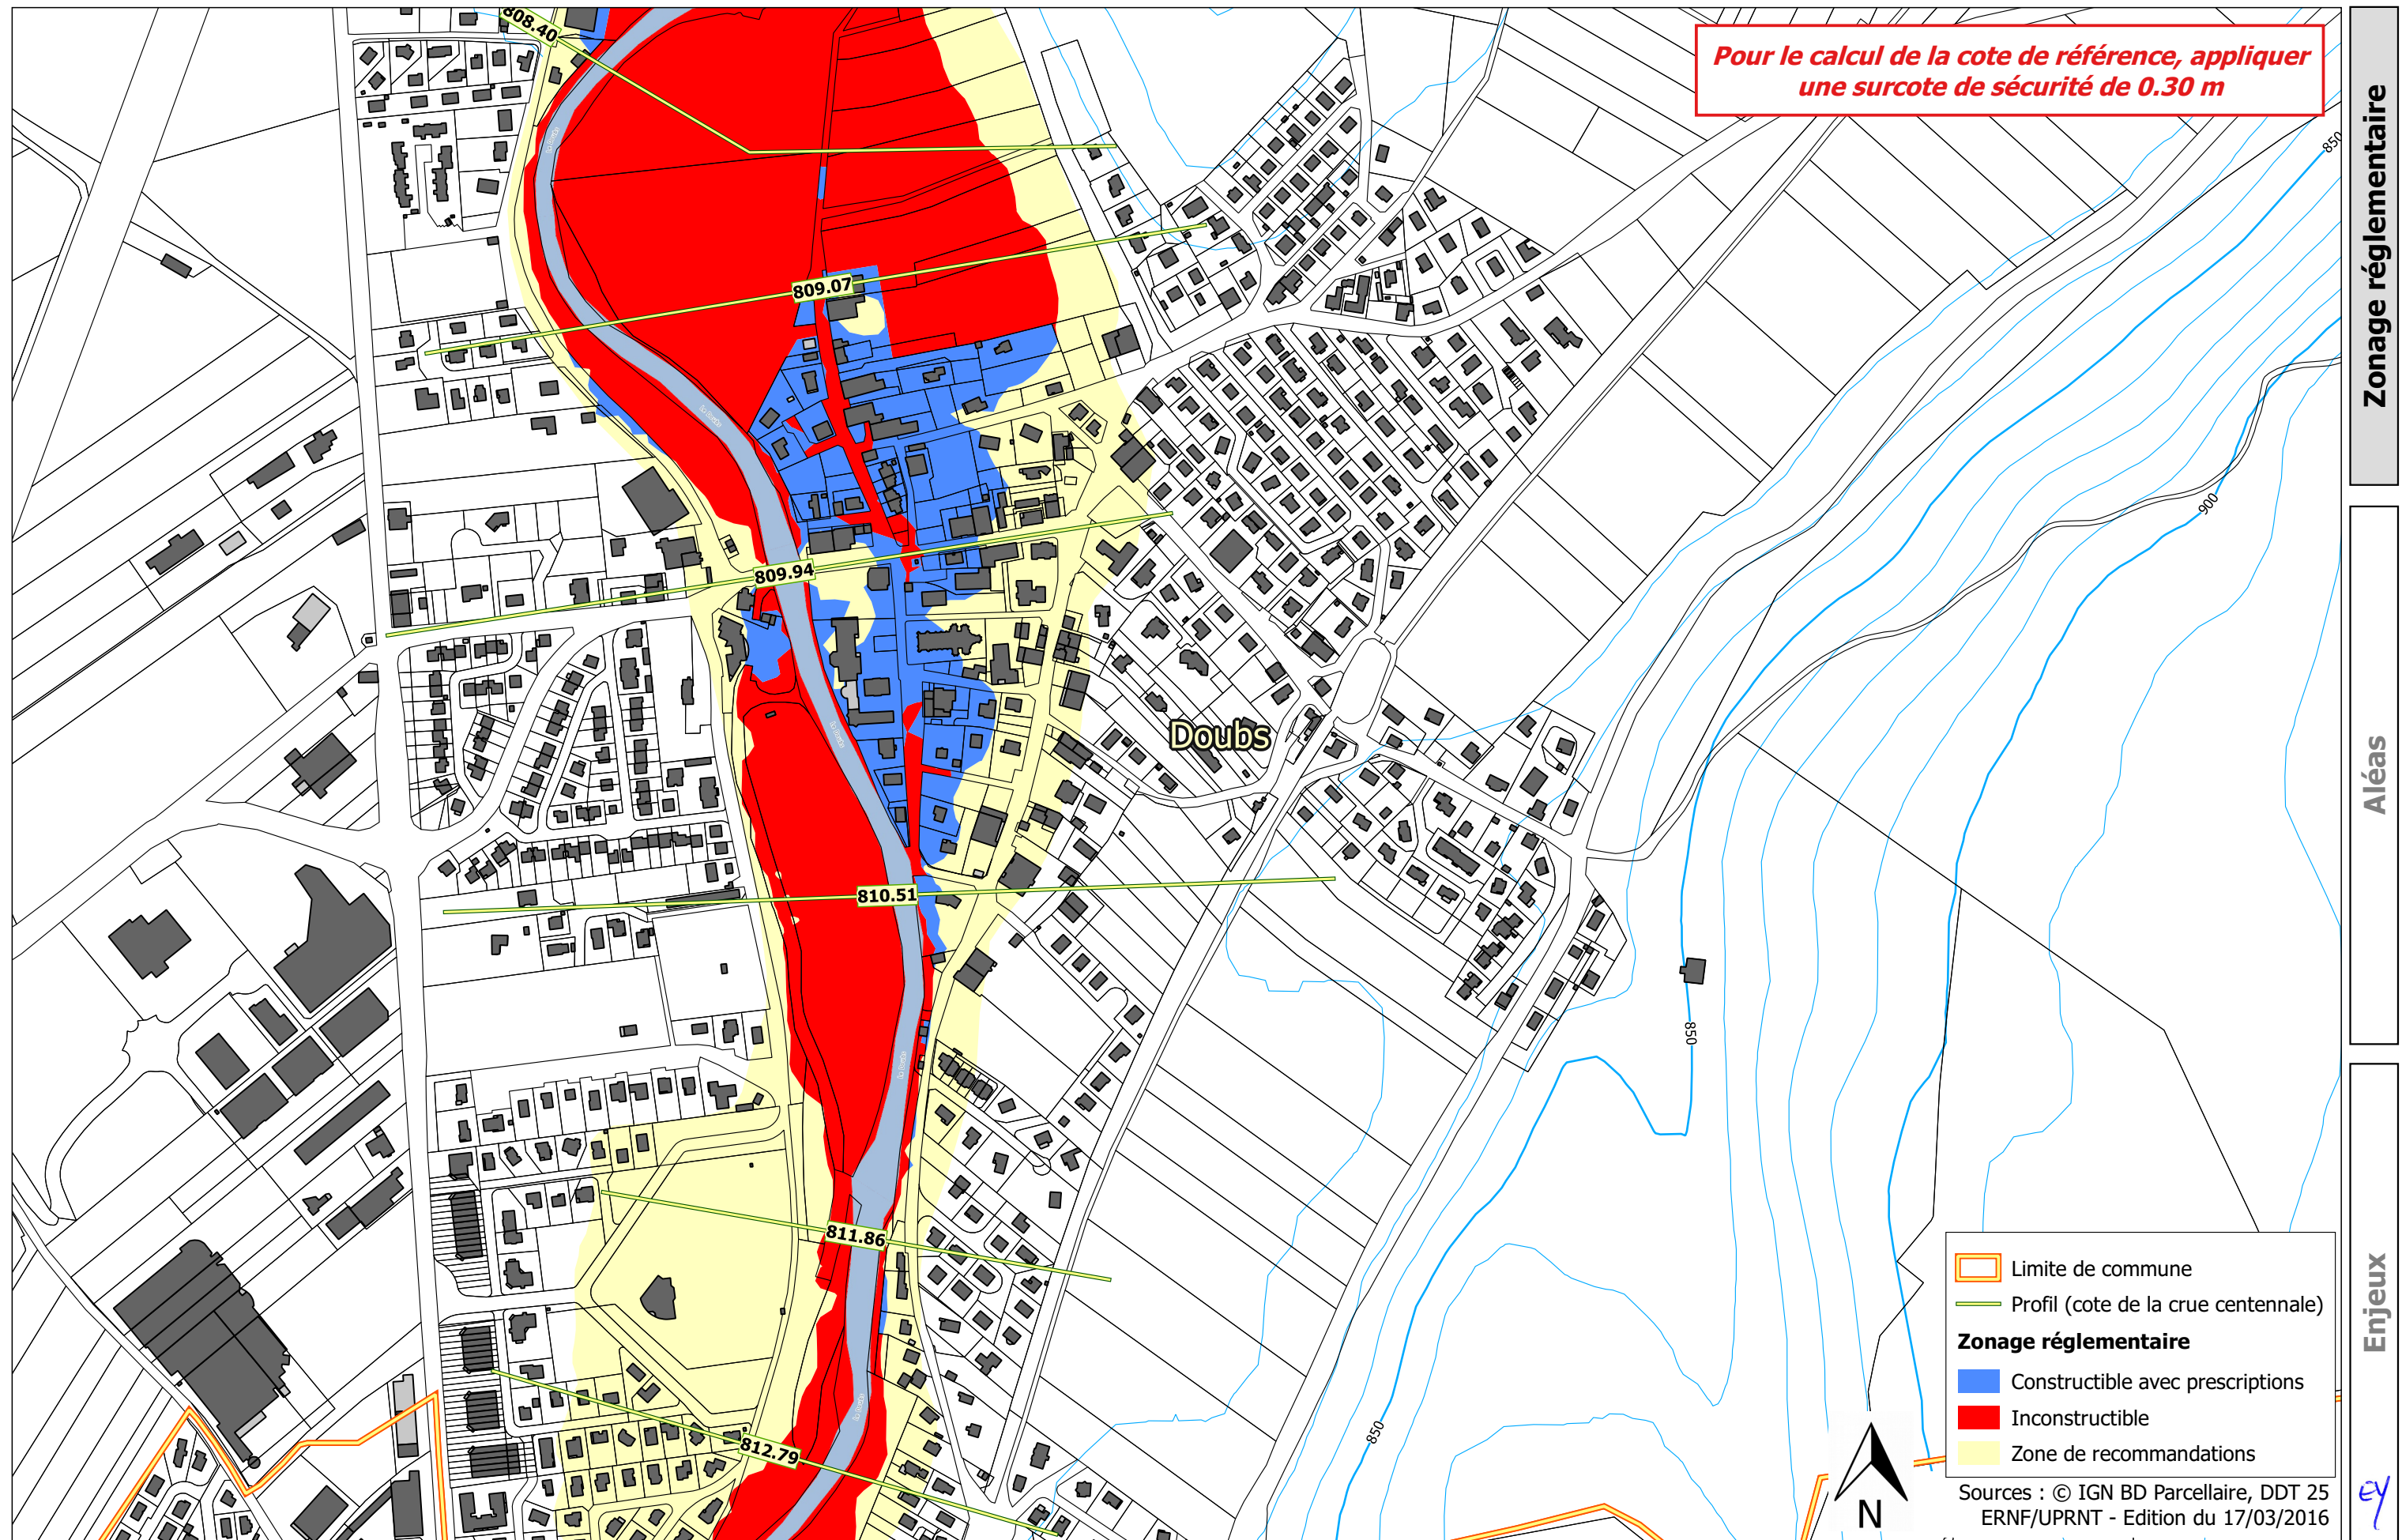 808.40
Pour le calcul de la cote de référence, appliquer
une surcote de sécurité de 0.30 m
Zonage réglementaire
850
809.07
900
809.94
Doubs
Aléas
810.51
850
811.86
Enjeux
Limite de commune
Profil (cote de la crue centennale)
Zonage réglementaire
Constructible avec prescriptions
Inconstructible
Zone de recommandations
850
812.79
N
Sources : © IGN BD Parcellaire, DDT 25
ERNF/UPRNT - Edition du 17/03/2016
EY